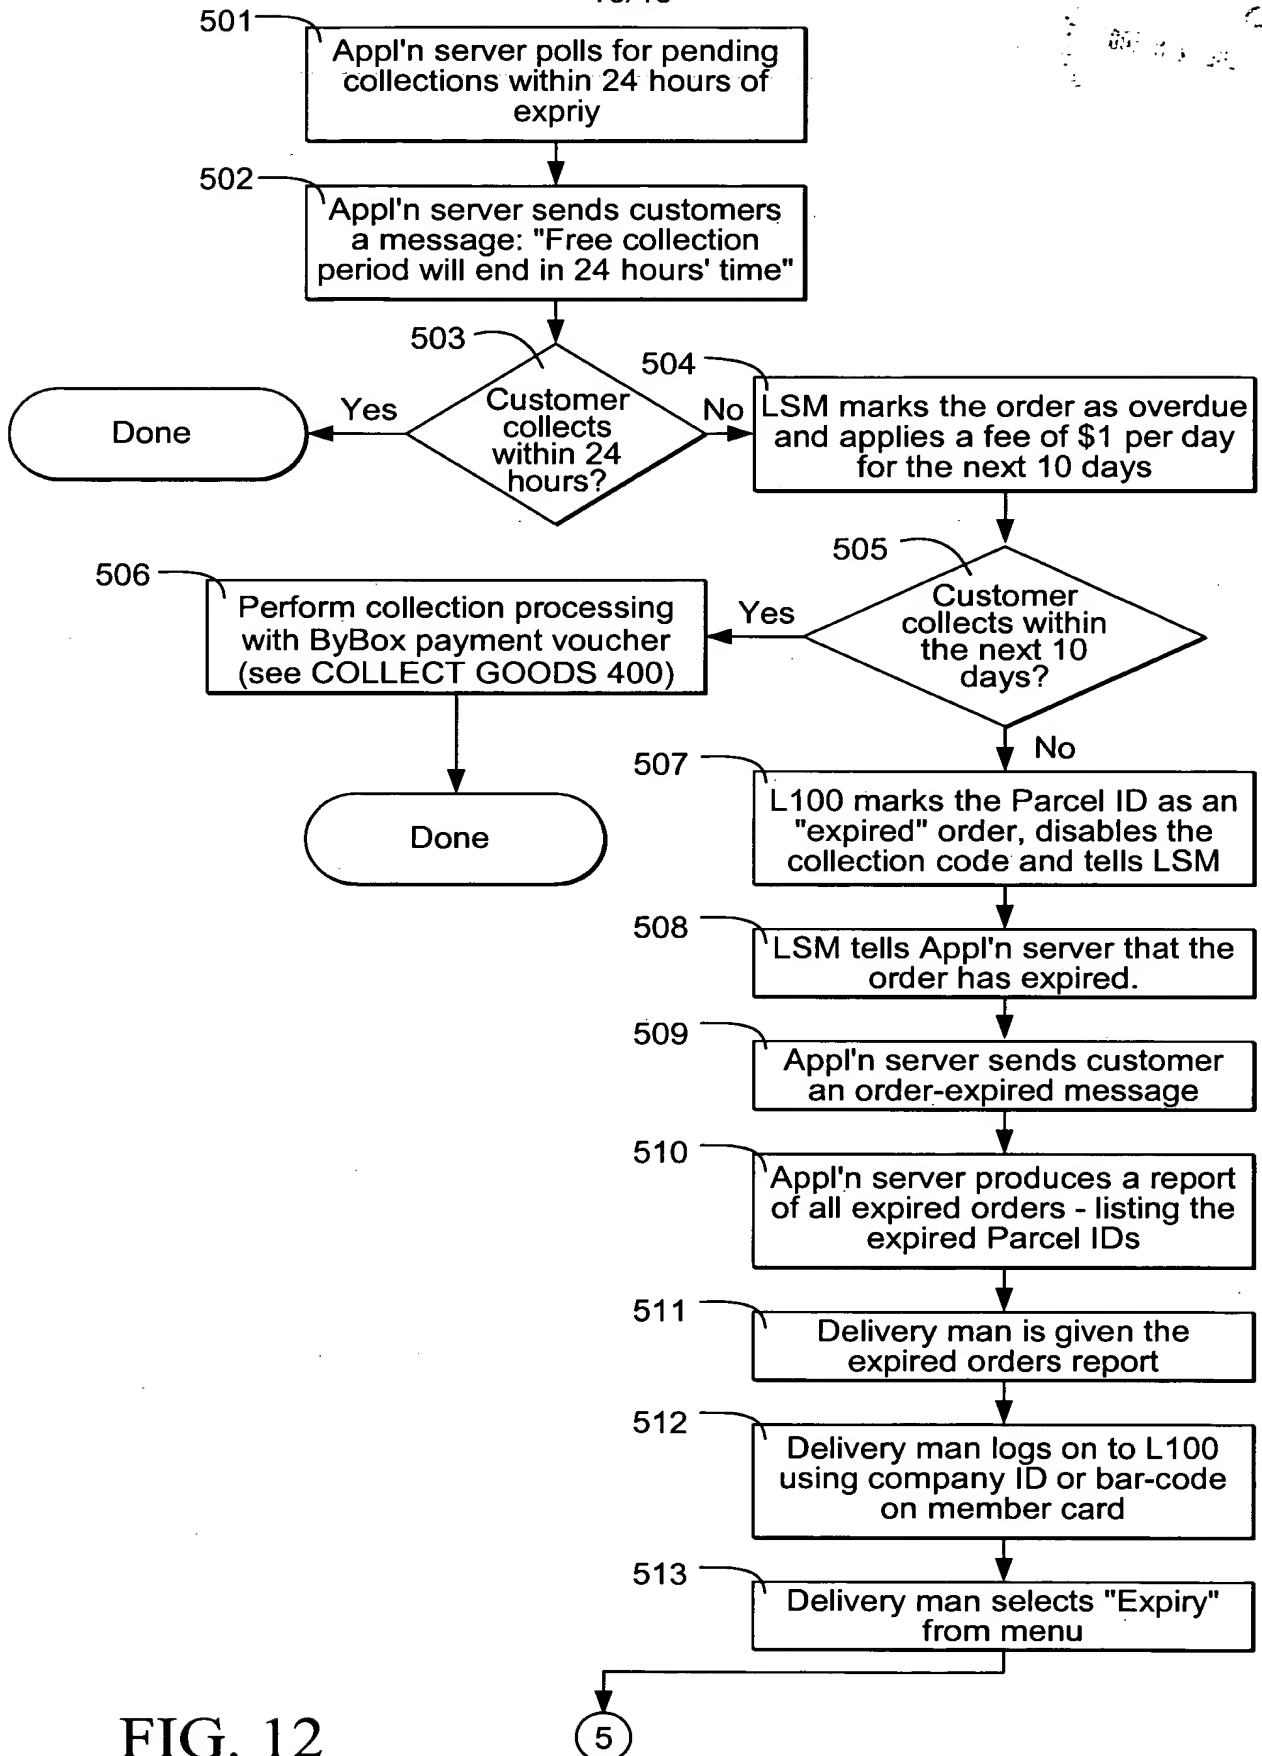 501
Appl'n server polls for pending
collections within 24 hours of
expriy
502
Appl'n server sends customers
a message: "Free collection
period will end in 24 hours' time"
503
Customer
collects
within 24
hours?
Yes
Done
No
504
LSM marks the order as overdue
and applies a fee of $1 per day
for the next 10 days
505
Customer
collects within
the next 10
days?
Yes
506
Perform collection processing
with ByBox payment voucher
(see COLLECT GOODS 400)
Done
No
507
L100 marks the Parcel ID as an
"expired" order, disables the
collection code and tells LSM
508
LSM tells Appl'n server that the
order has expired.
509
Appl'n server sends customer
an order-expired message
510
Appl'n server produces a report
of all expired orders - listing the
expired Parcel IDs
511
Delivery man is given the
expired orders report
512
Delivery man logs on to L100
using company ID or bar-code
on member card
513
Delivery man selects "Expiry"
from menu
5
FIG. 12